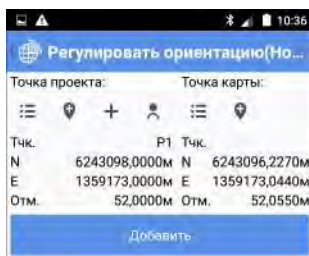 10:36
Регулировать ориентацию(Но...
Точка проекта: Точка карты:
Тчк. P1 Тчк.
N 6243098,0000м N 6243096,2270м
E 1359173,0000м E 1359173,0440м
Отм. 52,0000м Отм. 52,0550м
Добавить